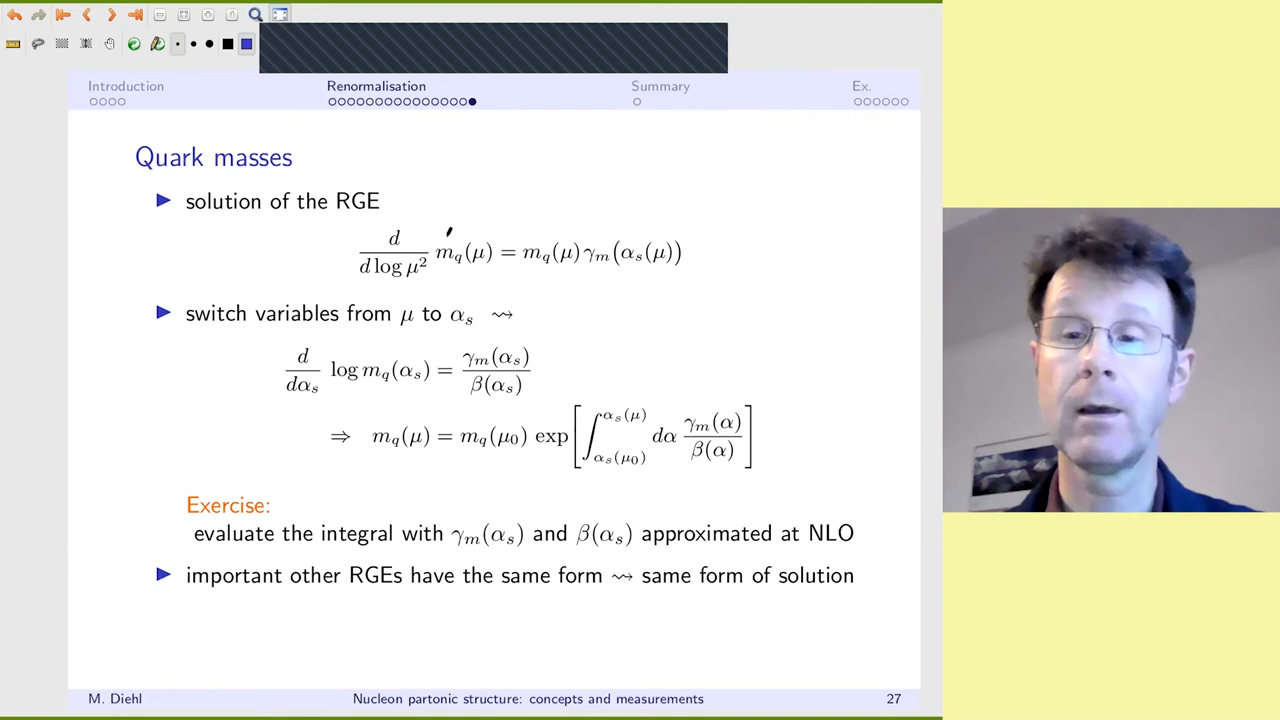 Introduction Renormalisation Summary Ex.
Quark masses
▶ solution of the RGE
d/(d log μ²) m_q(μ) = m_q(μ) γ_m(α_s(μ))
▶ switch variables from μ to α_s ⇝
d/(dα_s) log m_q(α_s) = γ_m(α_s)/β(α_s)
⇒ m_q(μ) = m_q(μ₀) exp[∫_{α_s(μ₀)}^{α_s(μ)} dα γ_m(α)/β(α)]
Exercise:
evaluate the integral with γ_m(α_s) and β(α_s) approximated at NLO
▶ important other RGEs have the same form ⇝ same form of solution
M. Diehl Nucleon partonic structure: concepts and measurements 27